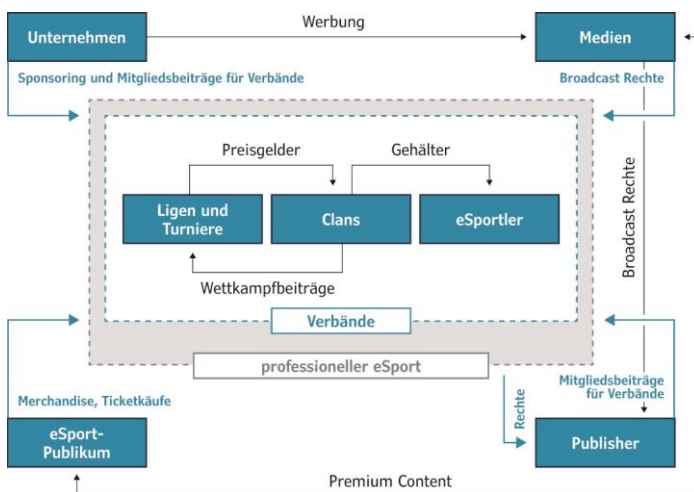 Unternehmen
Werbung
Medien
Sponsoring und Mitgliedsbeiträge für Verbände
Broadcast Rechte
Preisgelder
Gehälter
Ligen und
Turniere
Clans
eSportler
Broadcast Rechte
Wettkampfbeiträge
Verbände
professioneller eSport
Merchandise, Ticketkäufe
Rechte
Mitgliedsbeiträge
für Verbände
eSport-
Publikum
Publisher
Premium Content